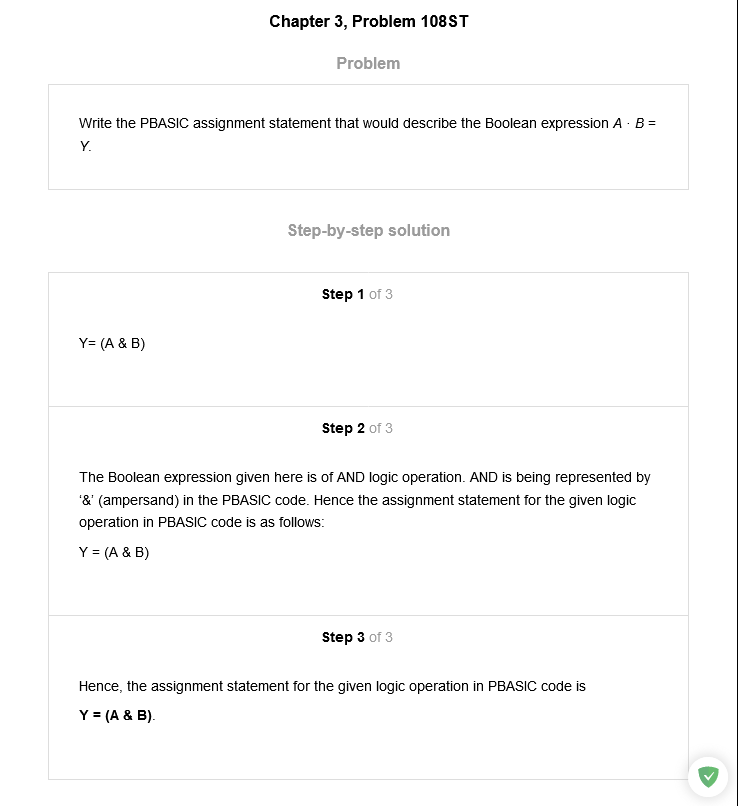 Chapter 3, Problem 108ST
Problem
Write the PBASIC assignment statement that would describe the Boolean expression A · B =
Y.
Step-by-step solution
Step 1 of 3
Y= (A & B)
Step 2 of 3
The Boolean expression given here is of AND logic operation. AND is being represented by
‘&’ (ampersand) in the PBASIC code. Hence the assignment statement for the given logic
operation in PBASIC code is as follows:
Y = (A & B)
Step 3 of 3
Hence, the assignment statement for the given logic operation in PBASIC code is
Y = (A & B).